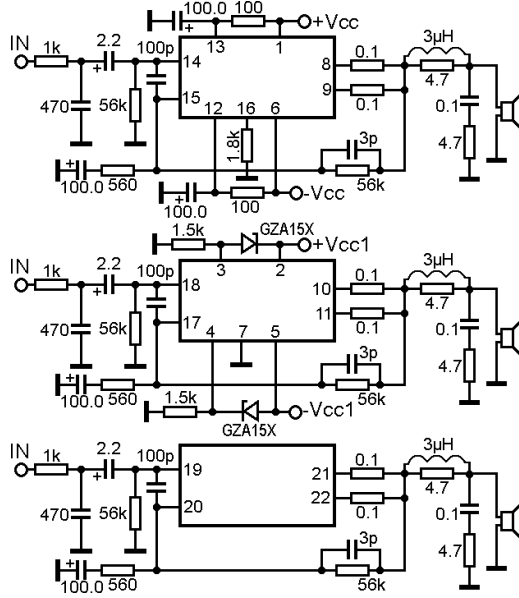 100.0 100 +Vcc
IN 1k 2.2 100p 13 1 3µH
14 8 0.1
4.7
15 9 0.1
0.1
470 56k 12 16 6
1.8k 3p 4.7
100.0 560 56k
100.0 100 -Vcc
1.5k GZA15X +Vcc1
IN 1k 2.2 100p 3 2 3µH
18 10 0.1
4.7
17 11 0.1
0.1
470 56k 4 7 5
3p 4.7
100.0 560 56k
1.5k -Vcc1
GZA15X
IN 1k 2.2 100p 3µH
19 21 0.1
4.7
20 22 0.1
0.1
470 56k
3p 4.7
100.0 560 56k